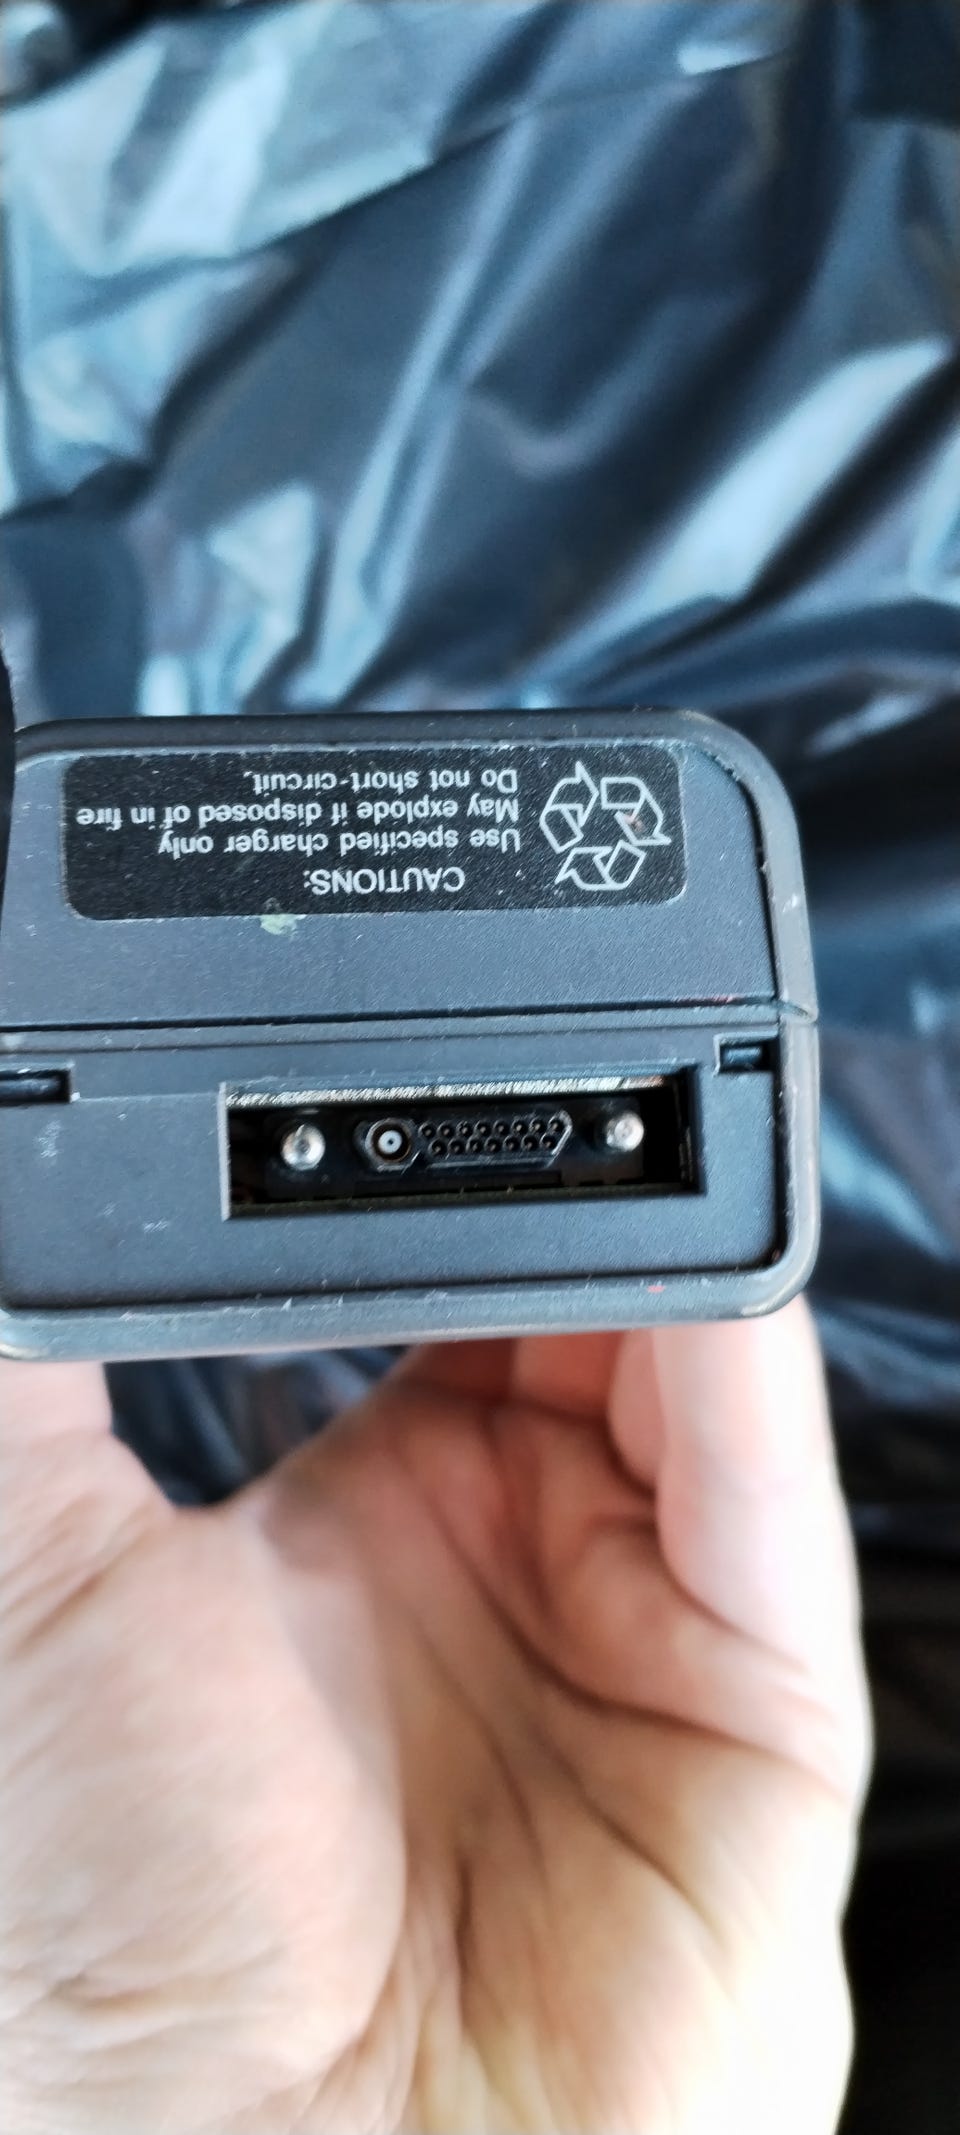 CAUTIONS:
Use specified charger only
May explode if disposed of in fire
Do not short-circuit.